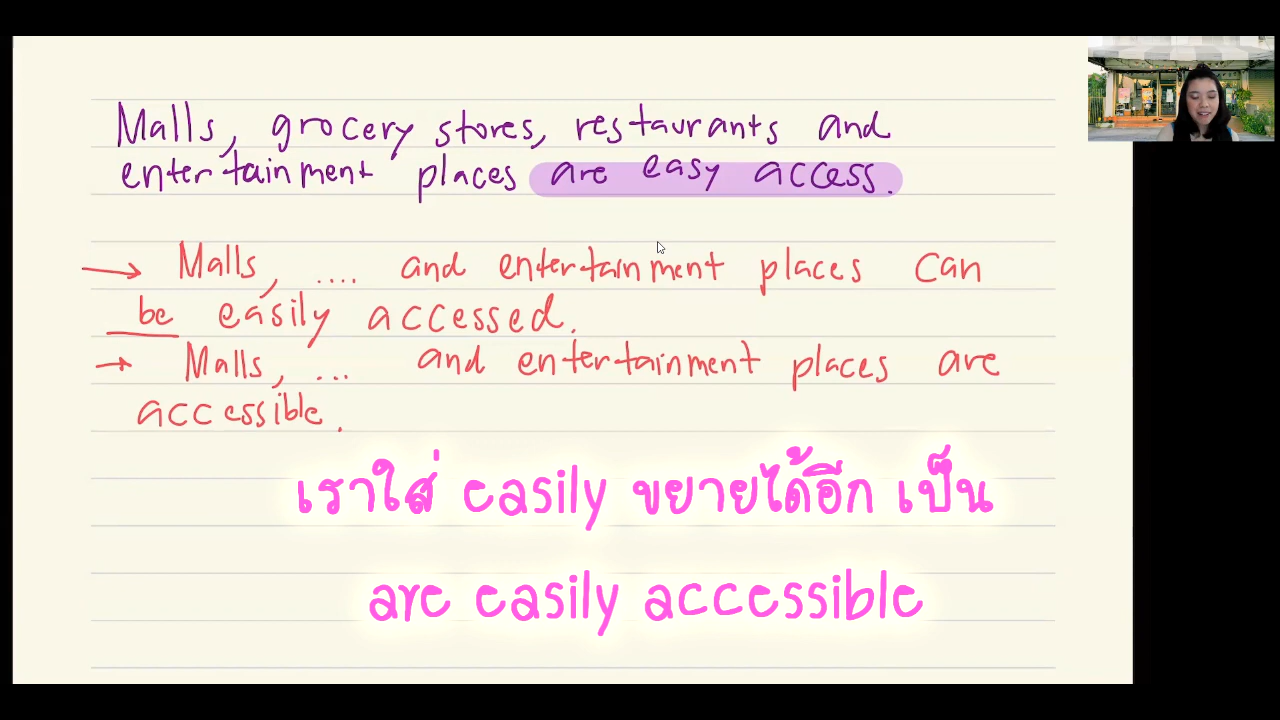 Malls, grocery stores, restaurants and
entertainment places are easy access.
→ Malls, .... and entertainment places can
be easily accessed.
→ Malls, ... and entertainment places are
accessible.
เราใส่ easily ขยายได้อีก เป็น
are easily accessible